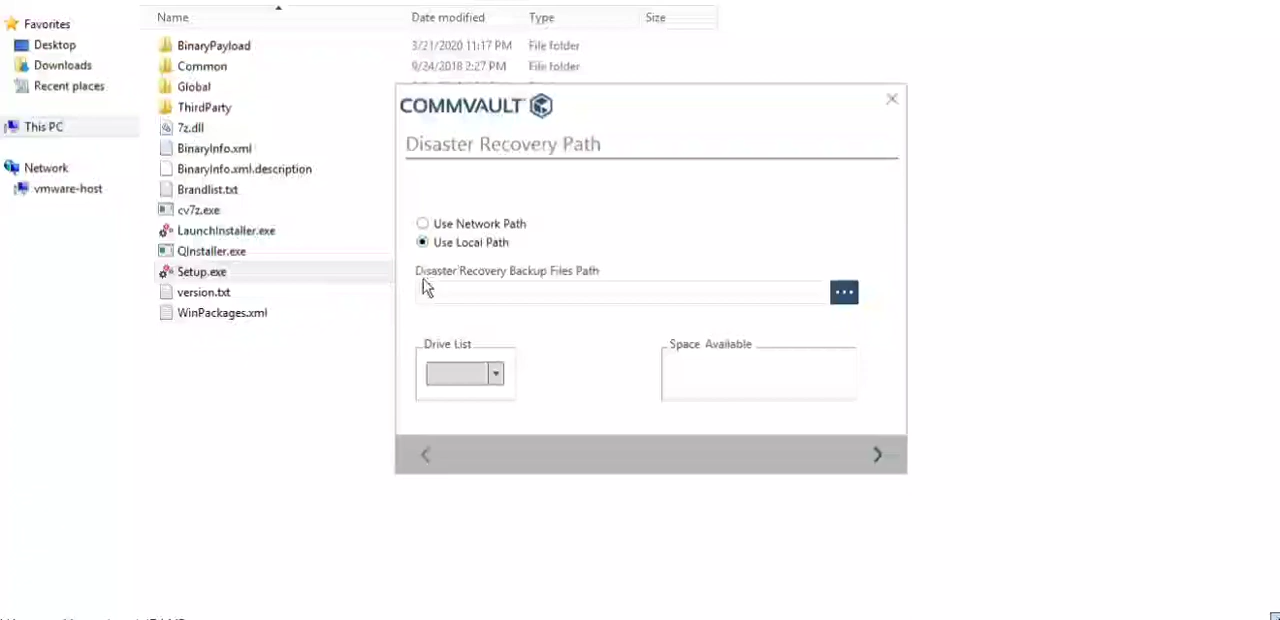 Name Date modified Type Size
Favorites
Desktop
Downloads
Recent places
This PC
Network
vmware-host
BinaryPayload 3/21/2020 11:17 PM File folder
Common 9/24/2018 2:27 PM File folder
Global
ThirdParty
7z.dll
BinaryInfo.xml
BinaryInfo.xml.description
Brandlist.txt
cv7z.exe
LaunchInstaller.exe
QInstaller.exe
Setup.exe
version.txt
WinPackages.xml
COMMVAULT
Disaster Recovery Path
Use Network Path
Use Local Path
Disaster Recovery Backup Files Path
Drive List
Space Available